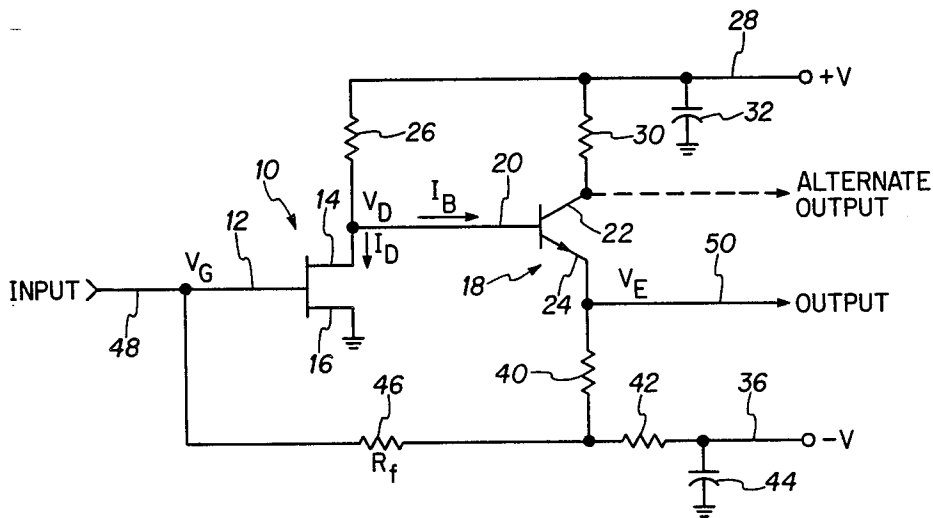 28
+V
26
30
32
20
10
14
V_D
I_B
ALTERNATE
OUTPUT
12
I_D
22
V_G
18
24
V_E
50
INPUT
OUTPUT
48
16
40
42
36
46
-V
R_f
44